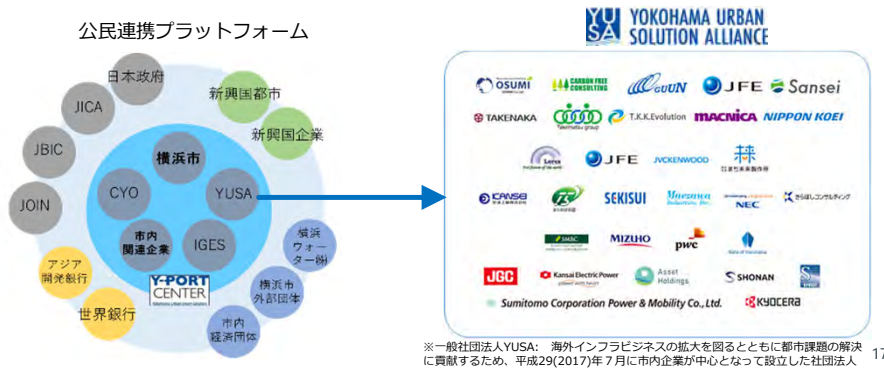 公民連携プラットフォーム
日本政府
JICA
JBIC
JOIN
新興国都市
新興国企業
横浜市
CYO
YUSA
市内
関連企業
IGES
Y-PORT
CENTER
アジア
開発銀行
世界銀行
横浜
ウォー
ター㈱
横浜市
外郭団体
市内
経済団体
YUSA YOKOHAMA URBAN
SOLUTION ALLIANCE
OSUMI
CARBON FREE
CONSULTING
GUUN
JFE
Sansei
TAKENAKA
Takematsu group
T.K.K.Evolution
MACNICA
NIPPON KOEI
JFE
JVCKENWOOD
SEKISUI
NEC
SMBC
MIZUHO
pwc
JGC
Kansai Electric Power
power with heart
Asset
Holdings
SHONAN
Sumitomo Corporation Power & Mobility Co., Ltd.
KYOCERA
※一般社団法人YUSA: 海外インフラビジネスの拡大を図るとともに都市課題の解決
に貢献するため、平成29(2017)年７月に市内企業が中心となって設立した社団法人
17